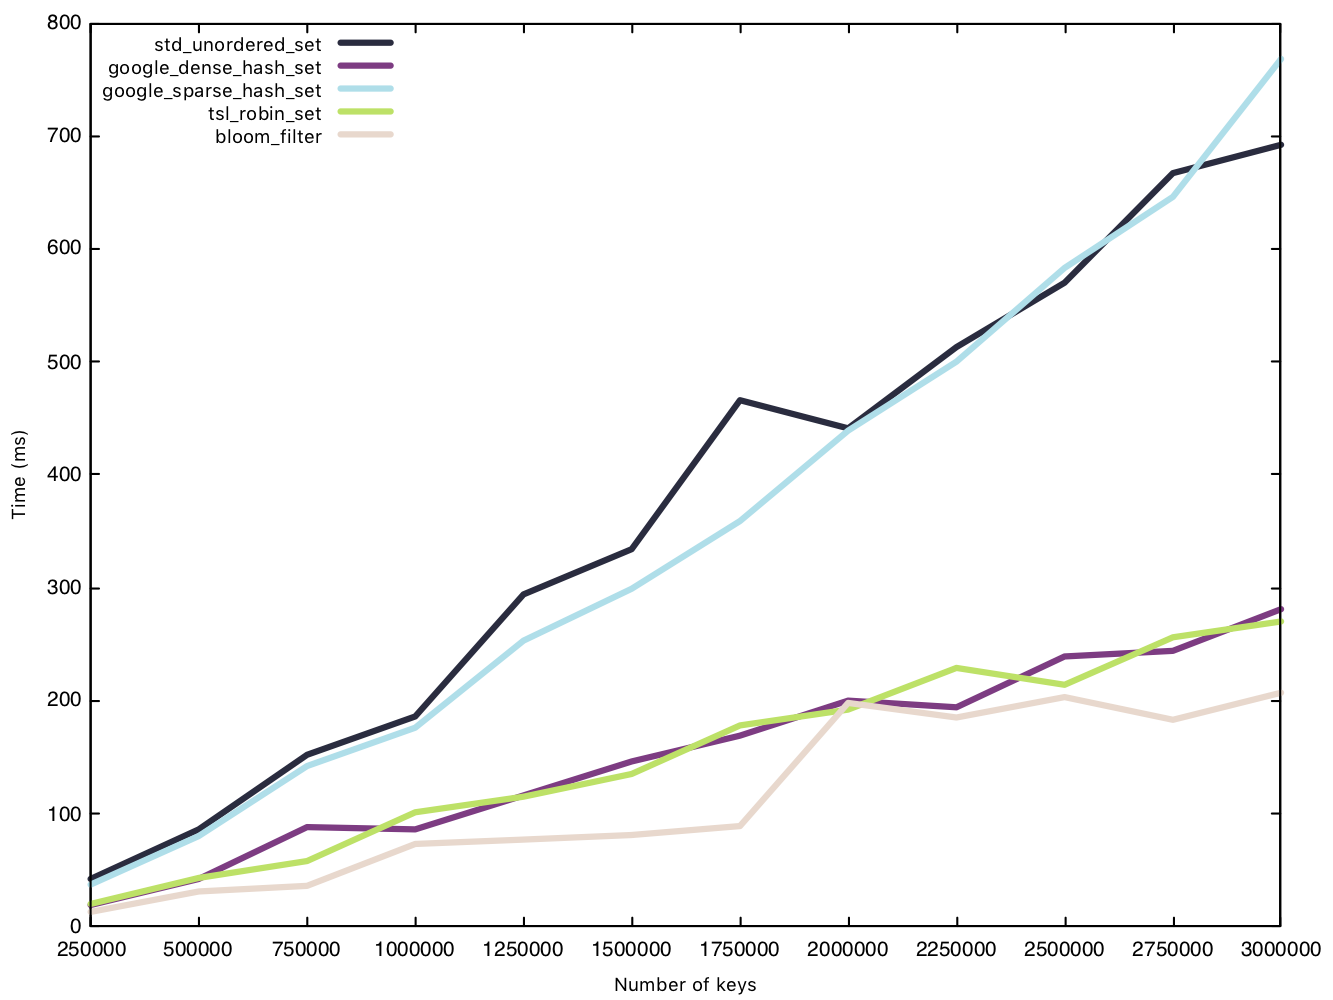 800
700
600
500
400
300
200
100
0
Time (ms)
std_unordered_set
google_dense_hash_set
google_sparse_hash_set
tsl_robin_set
bloom_filter
250000 500000 750000 1000000 1250000 1500000 1750000 2000000 2250000 2500000 2750000 3000000
Number of keys